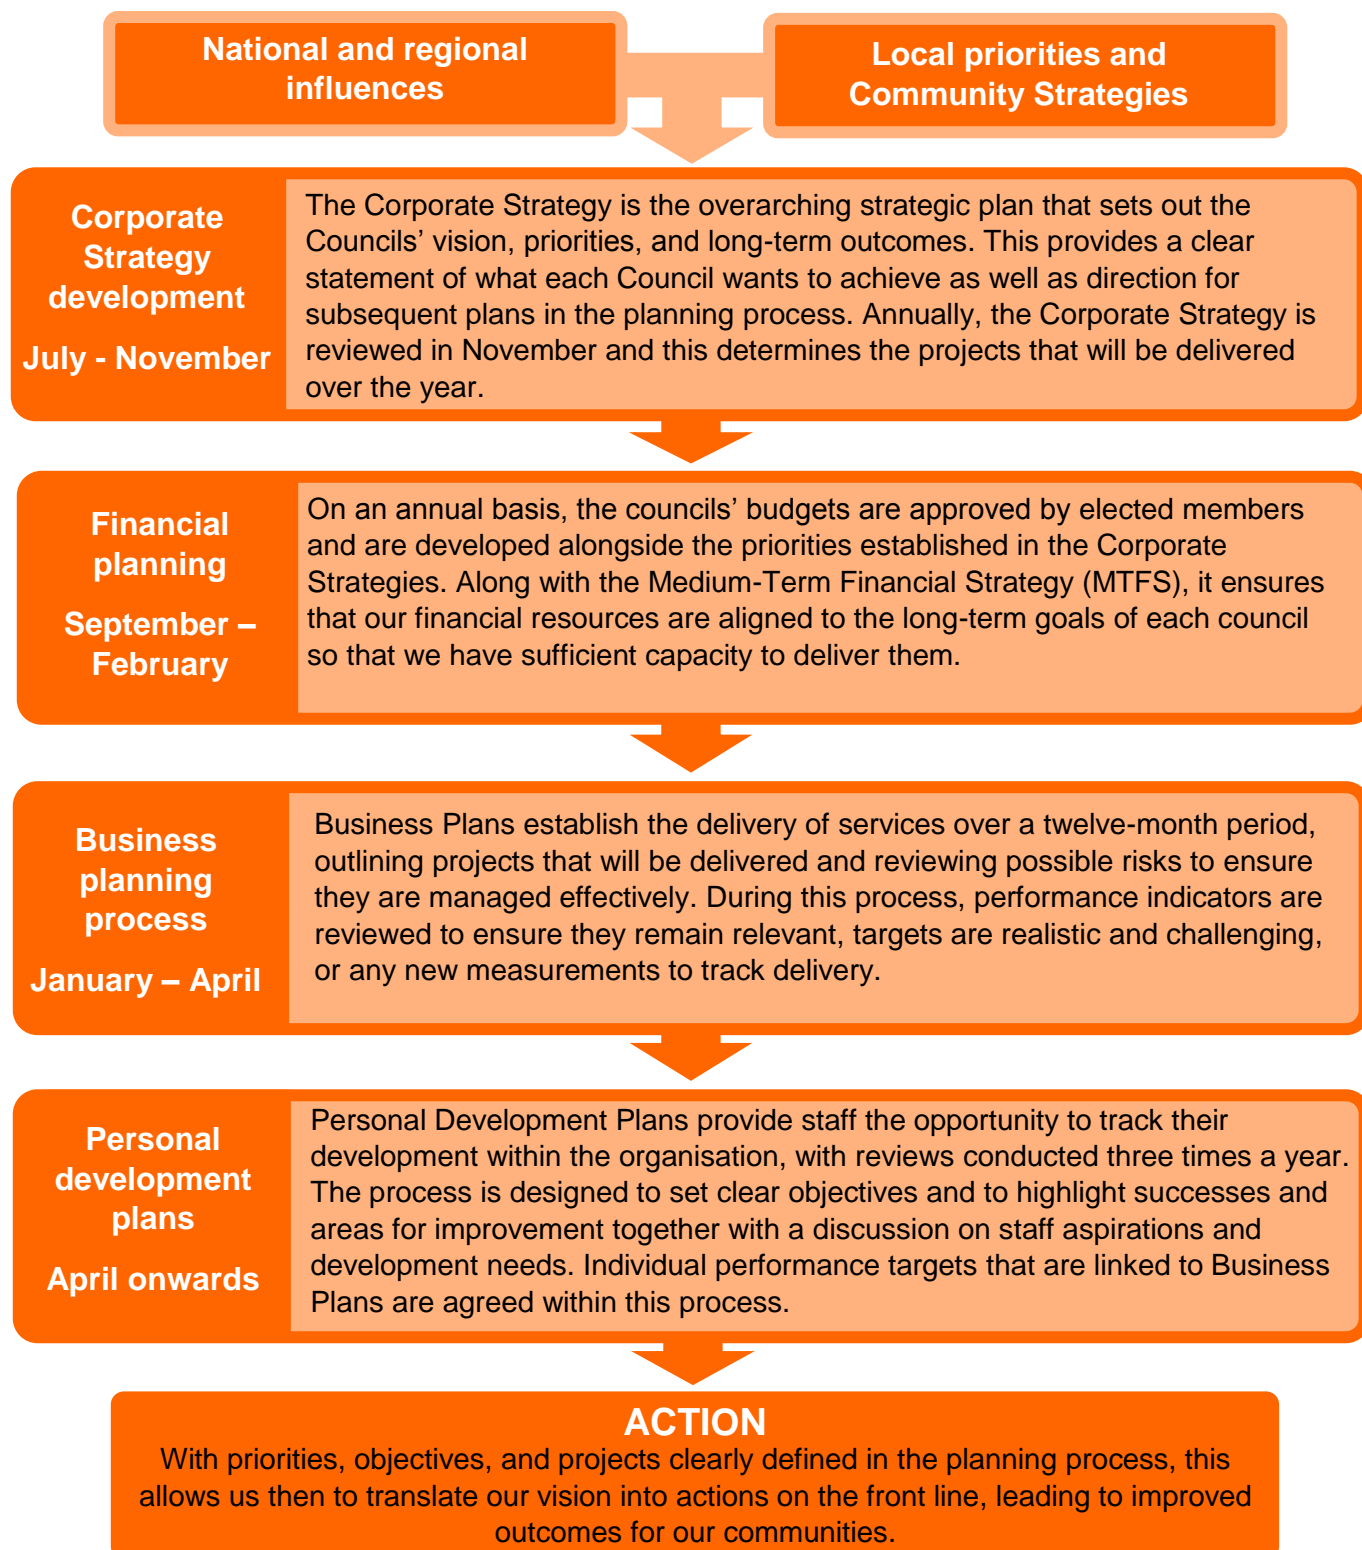 National and regional
influences
Local priorities and
Community Strategies
Corporate
Strategy
development
July - November
The Corporate Strategy is the overarching strategic plan that sets out the
Councils’ vision, priorities, and long-term outcomes. This provides a clear
statement of what each Council wants to achieve as well as direction for
subsequent plans in the planning process. Annually, the Corporate Strategy is
reviewed in November and this determines the projects that will be delivered
over the year.
Financial
planning
September –
February
On an annual basis, the councils’ budgets are approved by elected members
and are developed alongside the priorities established in the Corporate
Strategies. Along with the Medium-Term Financial Strategy (MTFS), it ensures
that our financial resources are aligned to the long-term goals of each council
so that we have sufficient capacity to deliver them.
Business
planning
process
January – April
Business Plans establish the delivery of services over a twelve-month period,
outlining projects that will be delivered and reviewing possible risks to ensure
they are managed effectively. During this process, performance indicators are
reviewed to ensure they remain relevant, targets are realistic and challenging,
or any new measurements to track delivery.
Personal
development
plans
April onwards
Personal Development Plans provide staff the opportunity to track their
development within the organisation, with reviews conducted three times a year.
The process is designed to set clear objectives and to highlight successes and
areas for improvement together with a discussion on staff aspirations and
development needs. Individual performance targets that are linked to Business
Plans are agreed within this process.
ACTION
With priorities, objectives, and projects clearly defined in the planning process, this
allows us then to translate our vision into actions on the front line, leading to improved
outcomes for our communities.